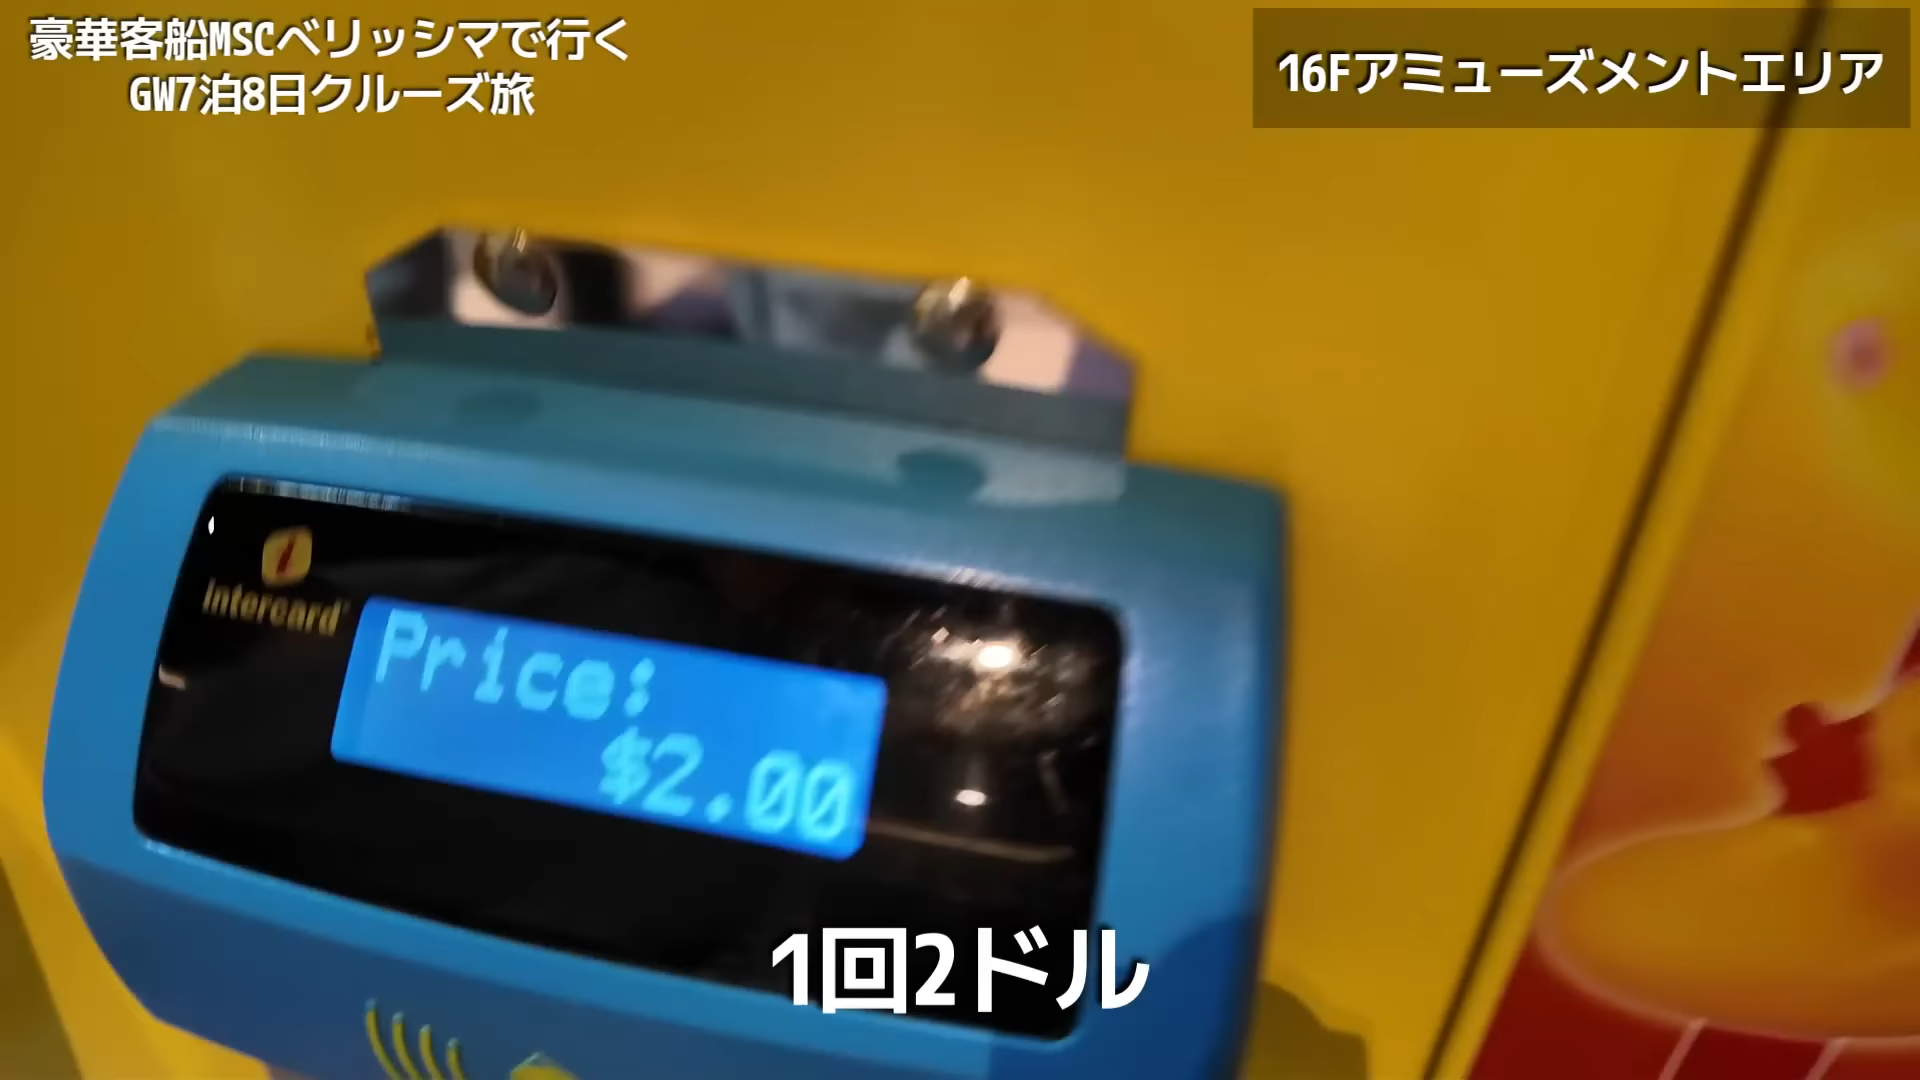 豪華客船MSCベリッシマで行く
GW7泊8日クルーズ旅
16Fアミューズメントエリア
intercard
Price:
$2.00
1回2ドル